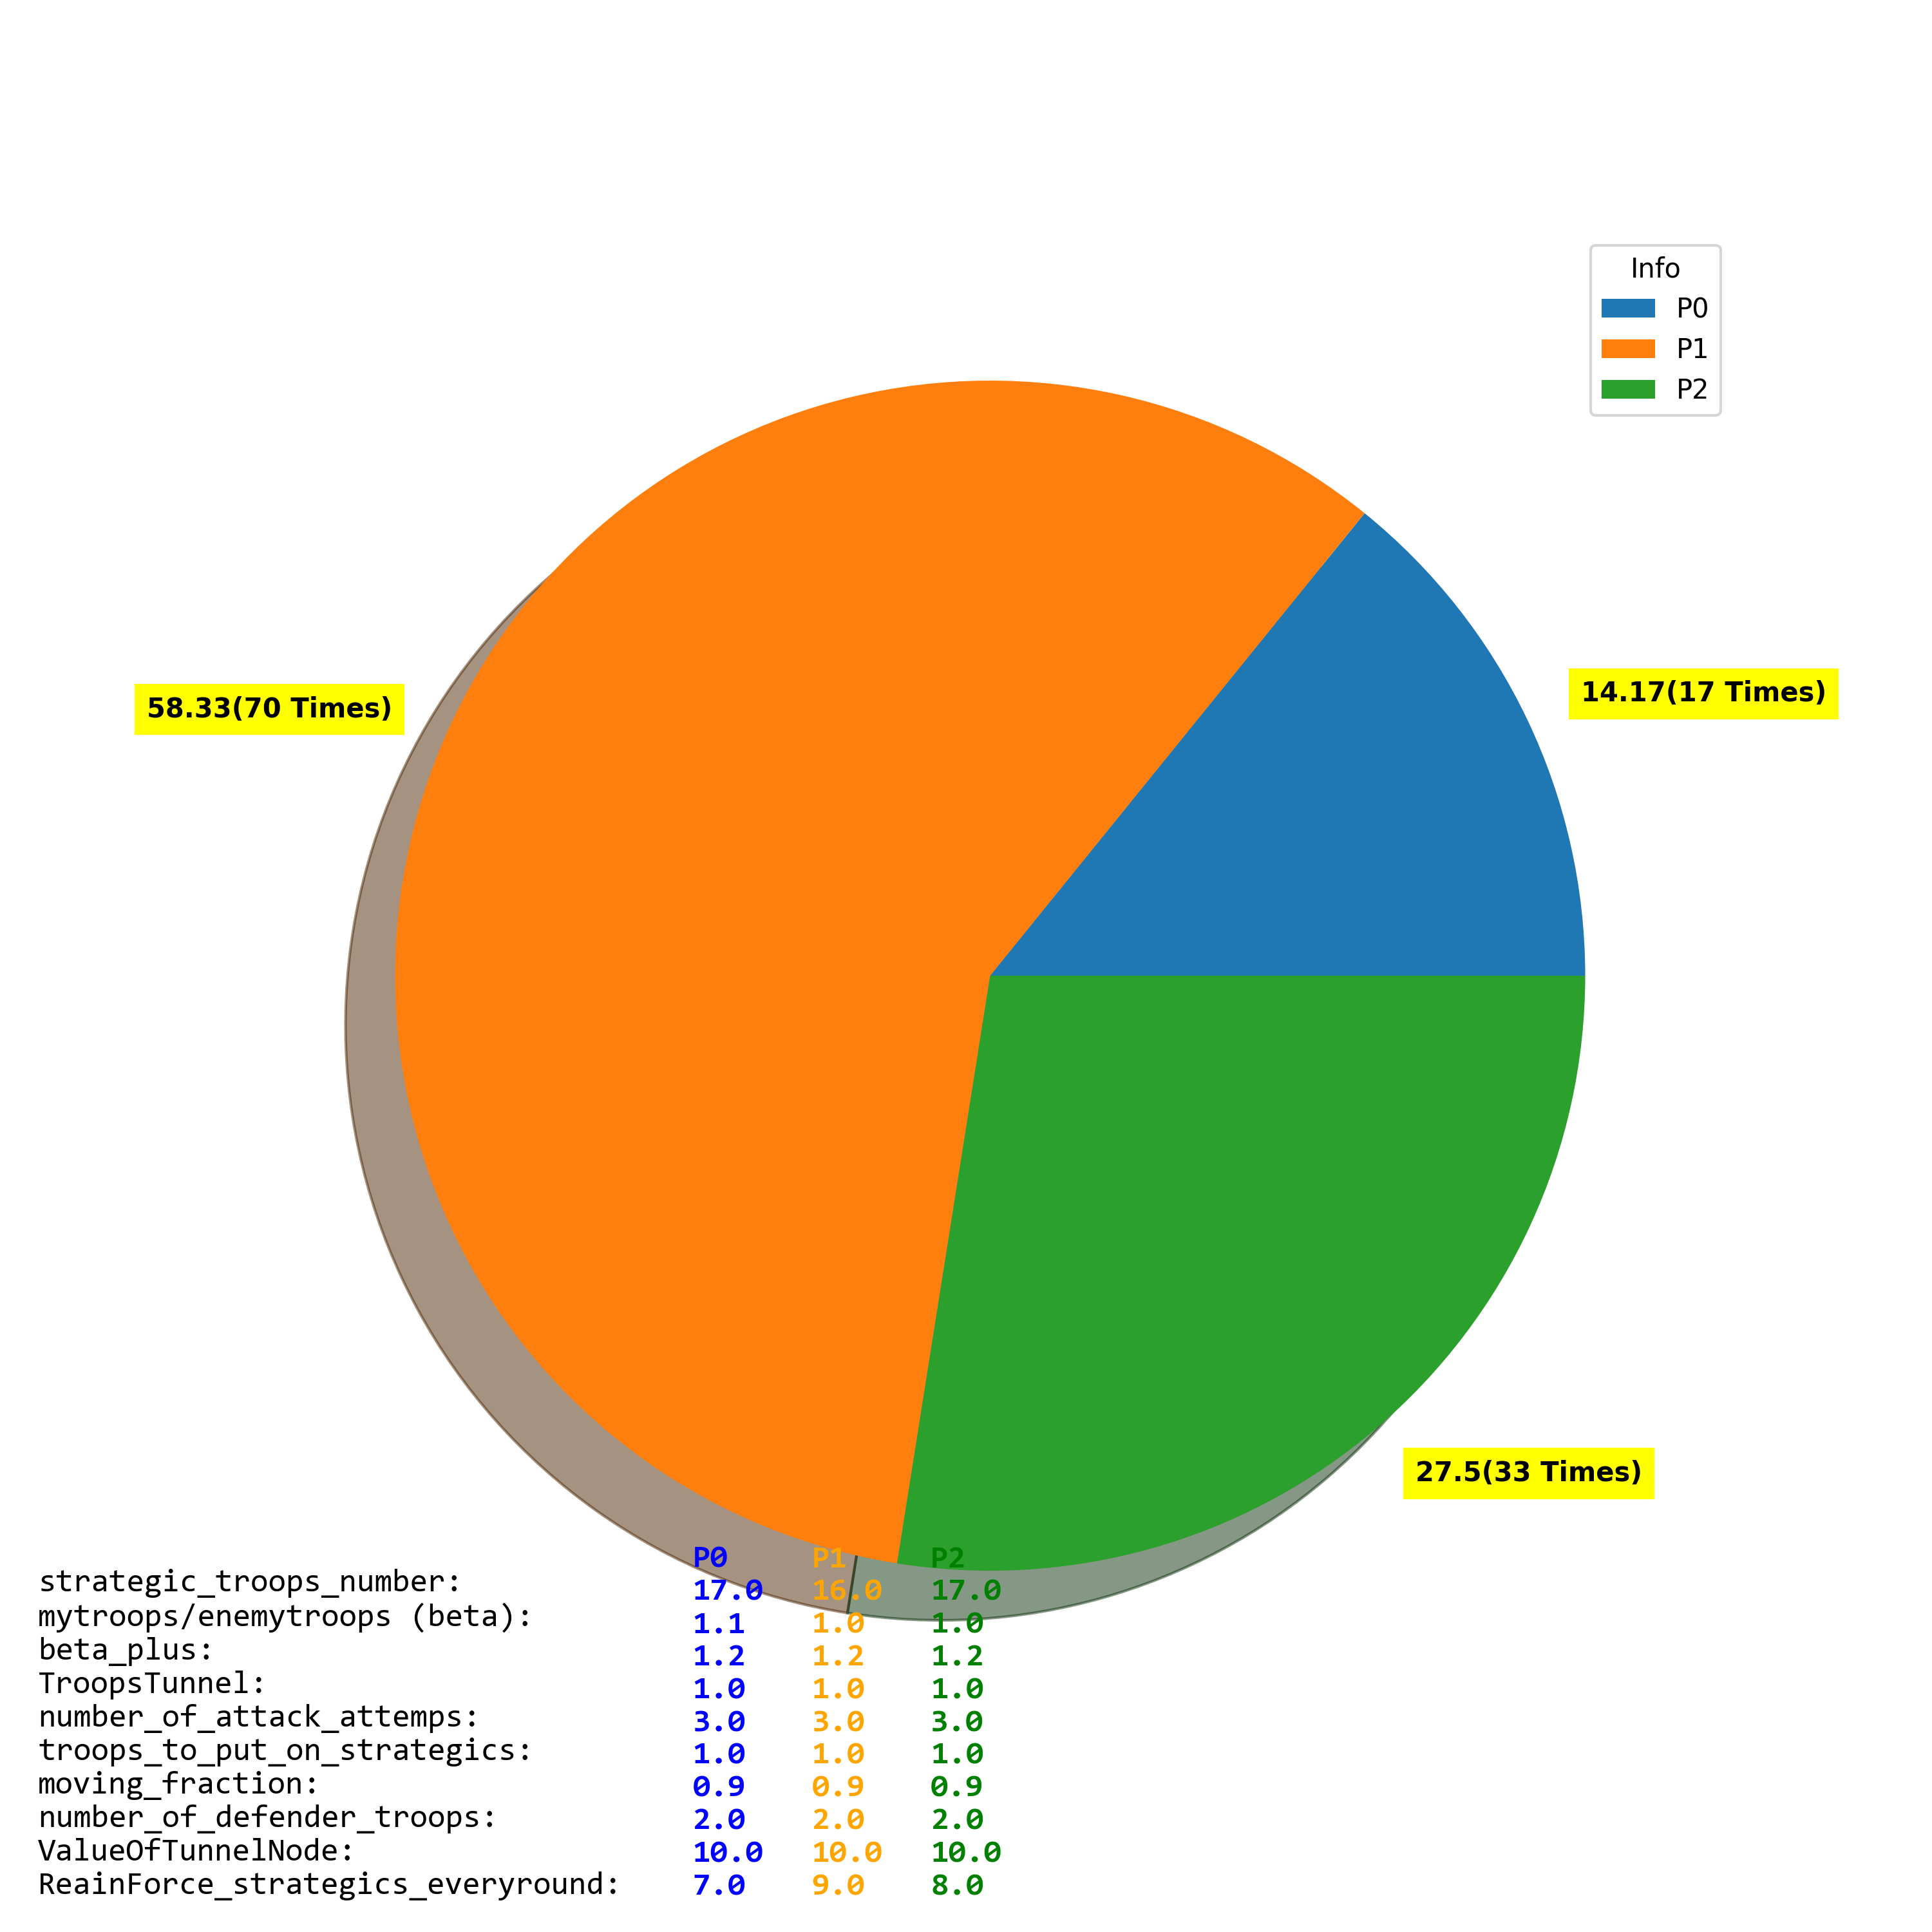 Info
P0
P1
P2
14.17(17 Times)
58.33(70 Times)
27.5(33 Times)
P0 P1 P2
strategic_troops_number: 17.0 16.0 17.0
mytroops/enemytroops (beta): 1.1 1.0 1.0
beta_plus: 1.2 1.2 1.2
TroopsTunnel: 1.0 1.0 1.0
number_of_attack_attemps: 3.0 3.0 3.0
troops_to_put_on_strategics: 1.0 1.0 1.0
moving_fraction: 0.9 0.9 0.9
number_of_defender_troops: 2.0 2.0 2.0
ValueOfTunnelNode: 10.0 10.0 10.0
ReainForce_strategics_everyround: 7.0 9.0 8.0